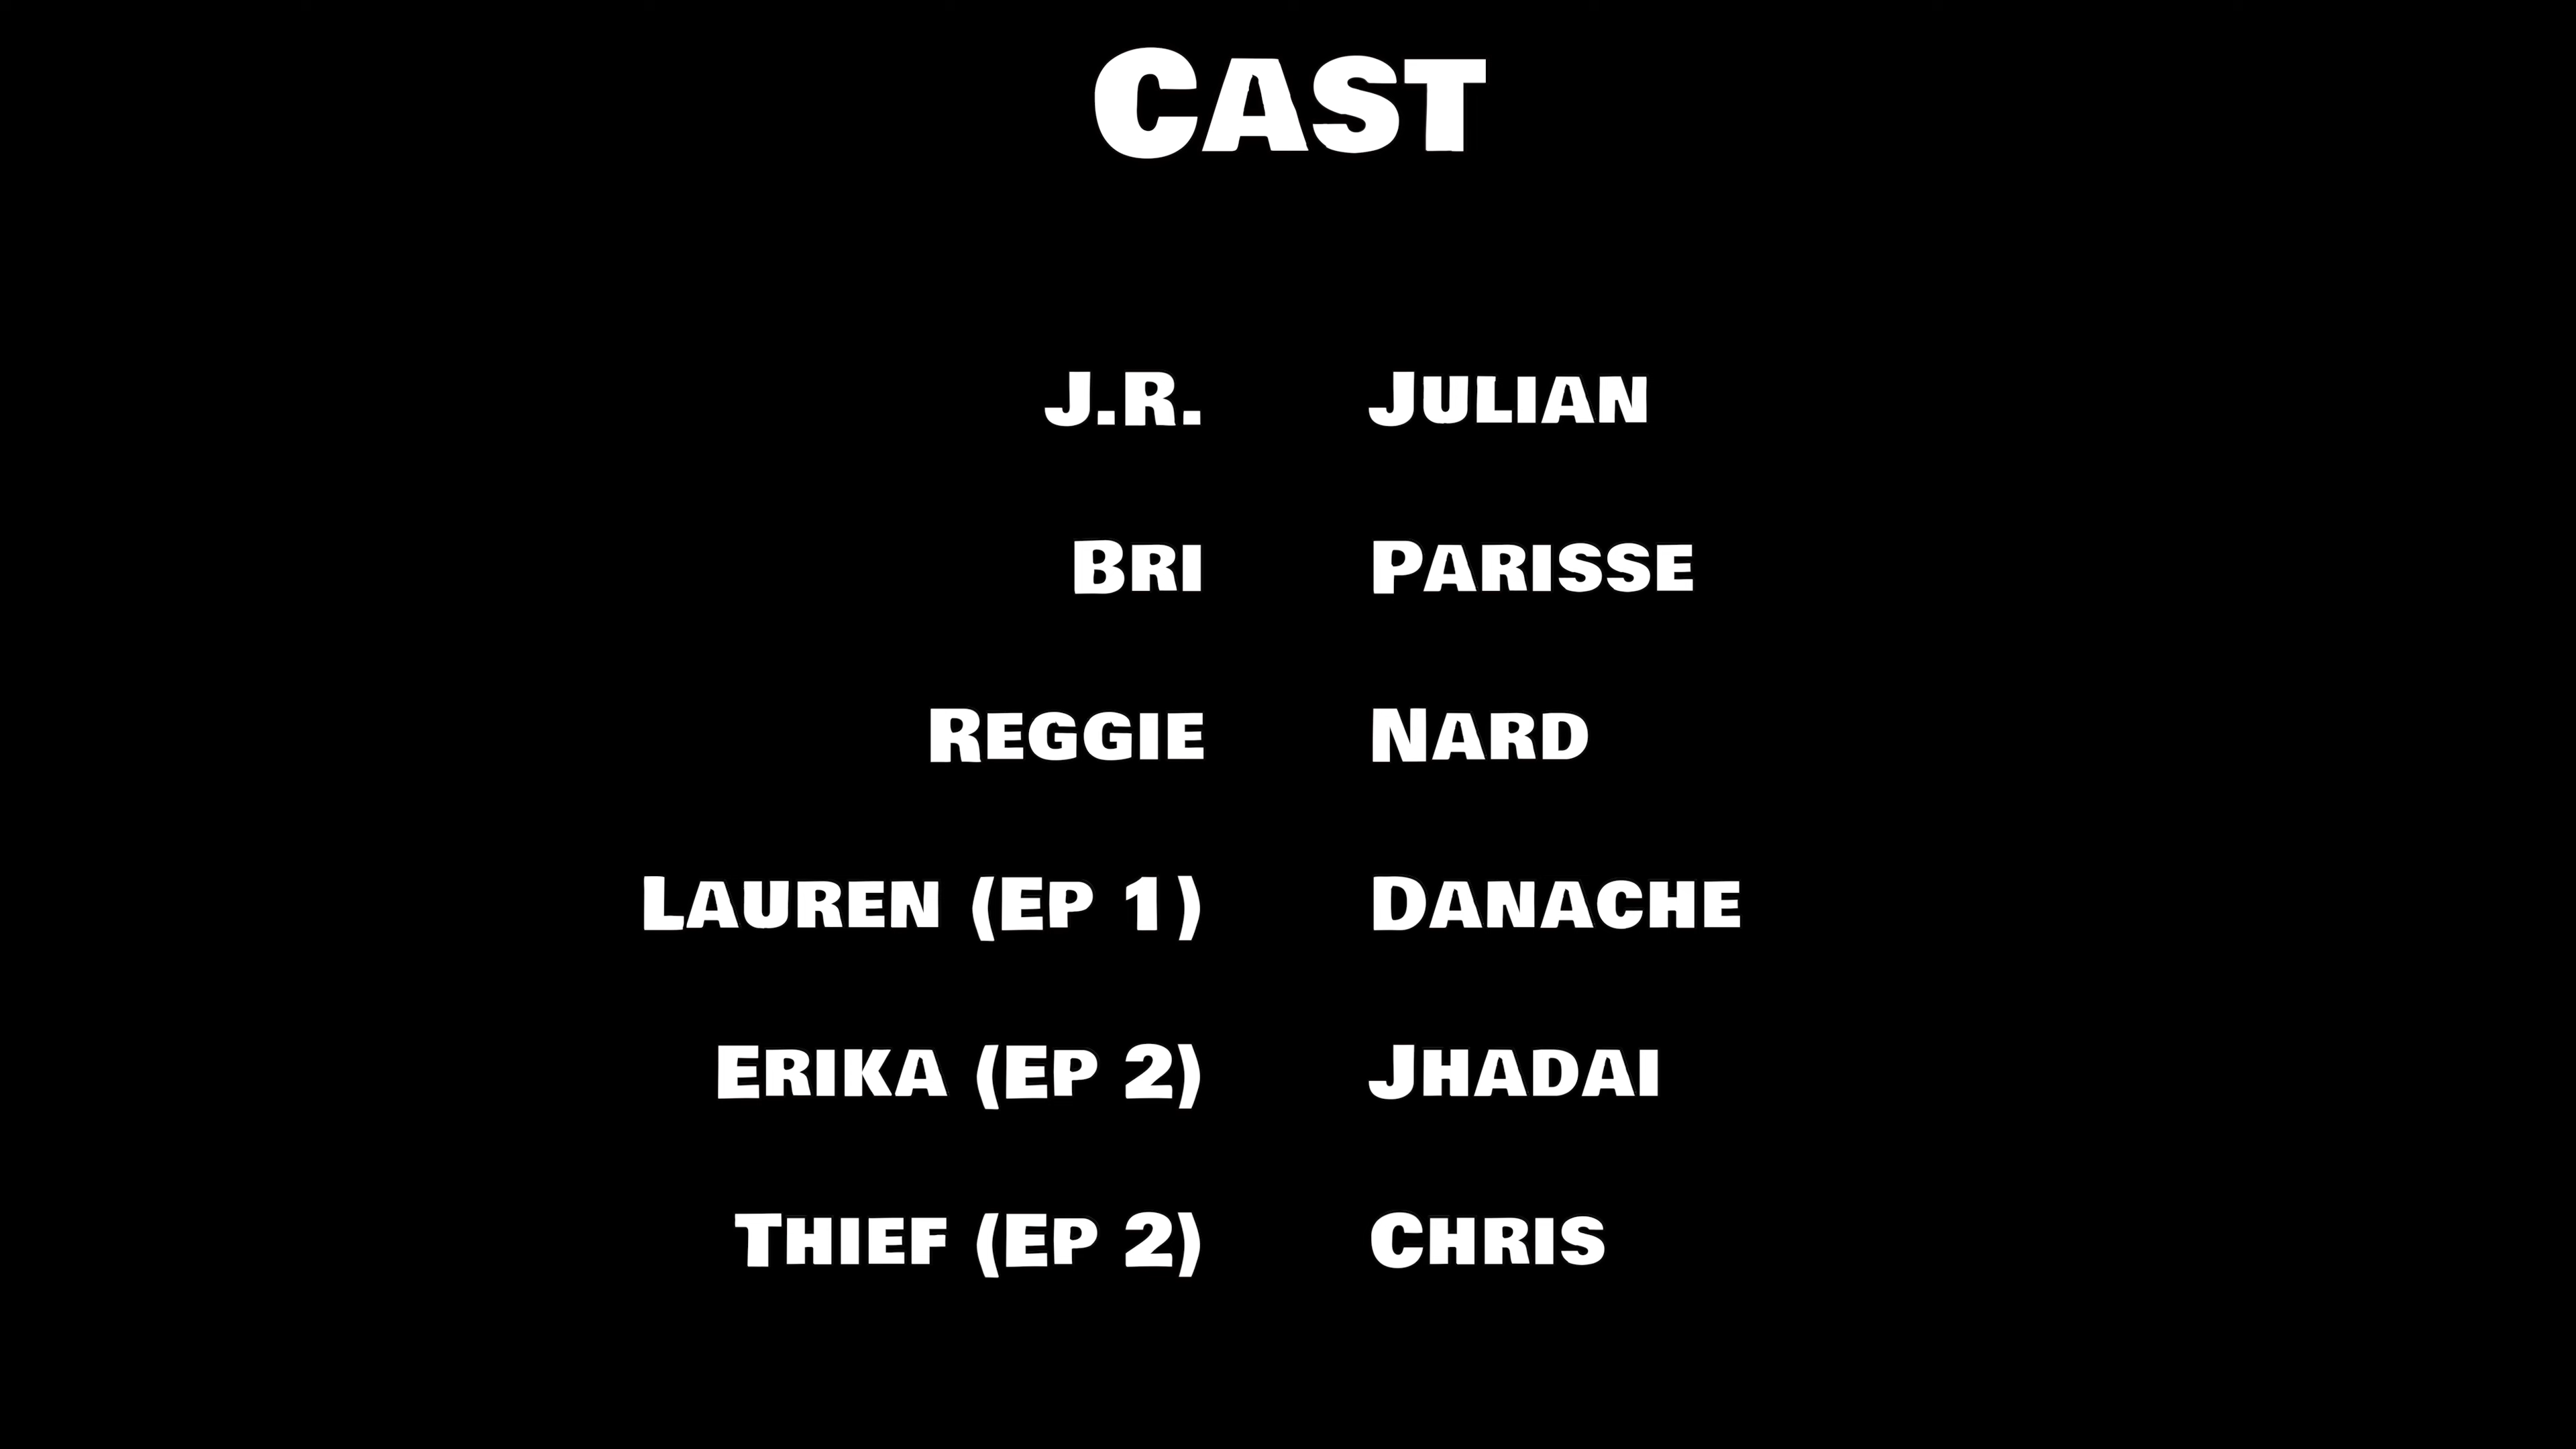 Cast
J.R. Julian
Bri Parisse
Reggie Nard
Lauren (Ep 1) Danache
Erika (Ep 2) Jhadai
Thief (Ep 2) Chris